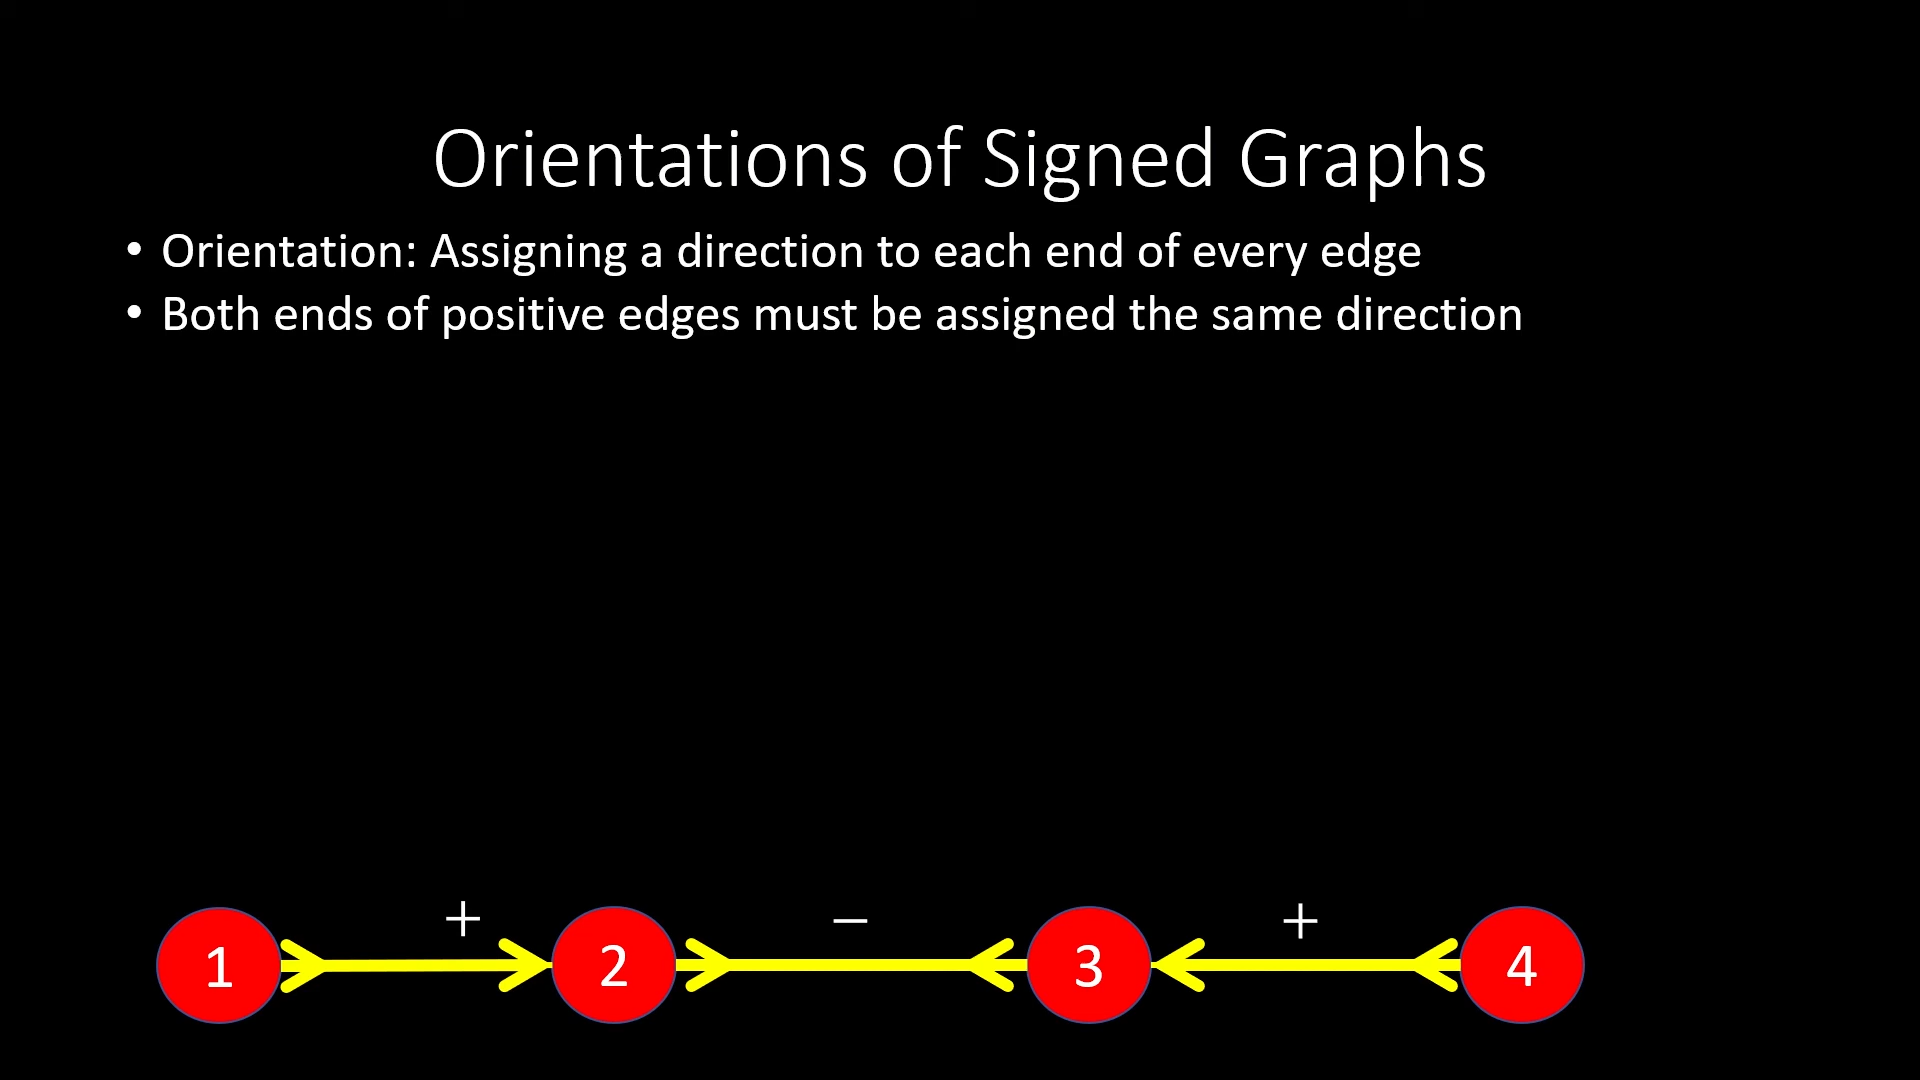 Orientations of Signed Graphs
• Orientation: Assigning a direction to each end of every edge
• Both ends of positive edges must be assigned the same direction
+ − +
1 2 3 4